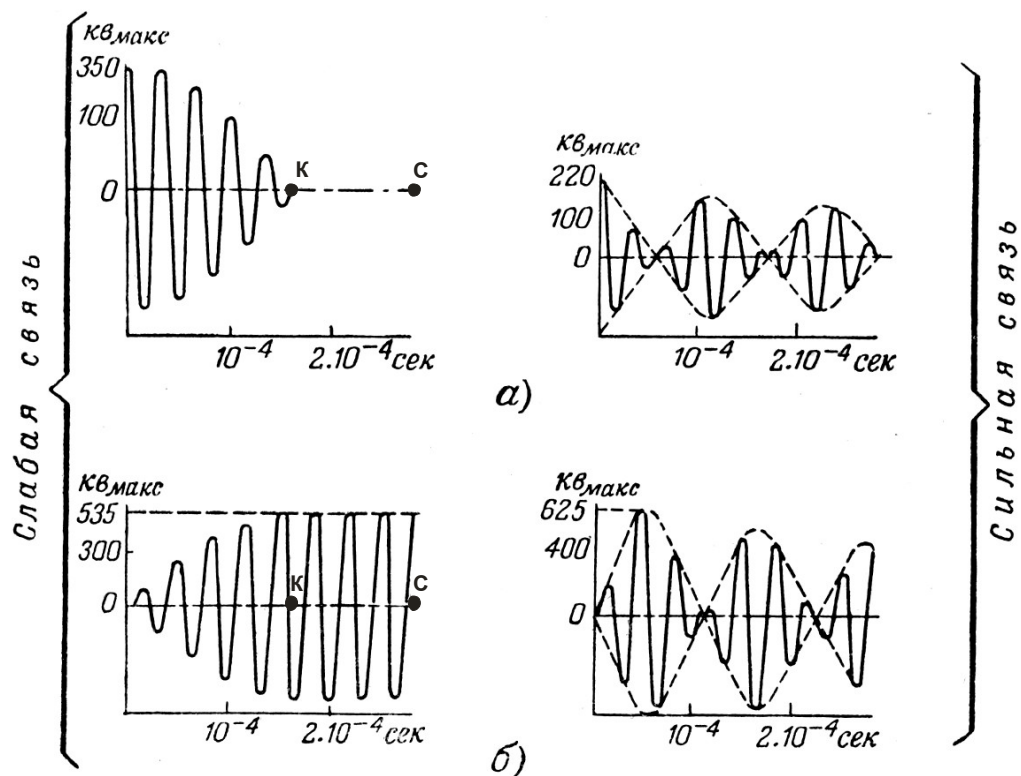 Слабая связь
Сильная связь
кв макс
350
100
0
К
С
10⁻⁴
2.10⁻⁴ сек
кв макс
220
100
0
10⁻⁴
2.10⁻⁴ сек
а)
кв макс
535
300
0
К
С
10⁻⁴
2.10⁻⁴ сек
кв макс
625
400
0
10⁻⁴
2.10⁻⁴ сек
б)